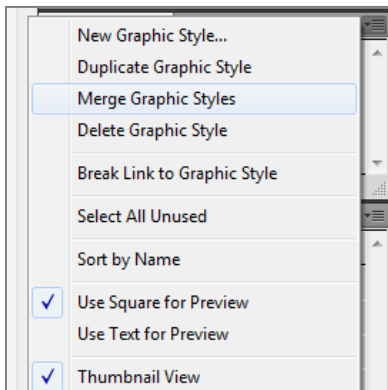 New Graphic Style...
Duplicate Graphic Style
Merge Graphic Styles
Delete Graphic Style
Break Link to Graphic Style
Select All Unused
Sort by Name
Use Square for Preview
Use Text for Preview
Thumbnail View